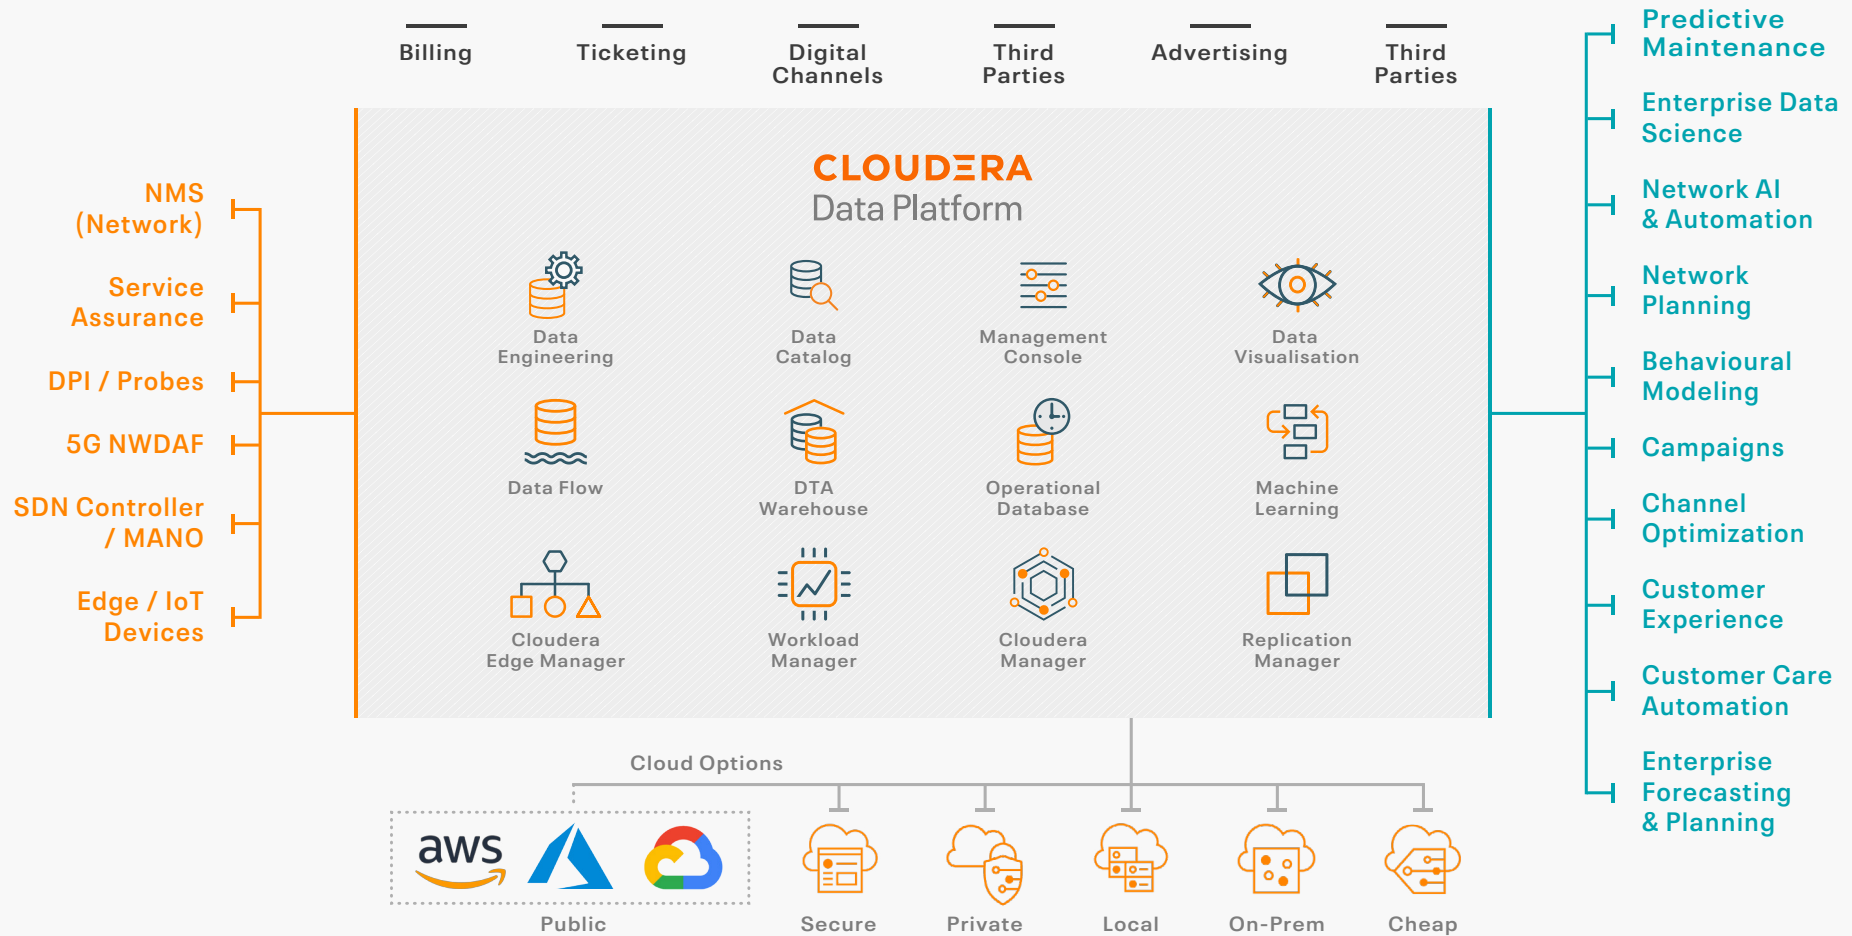 Billing
Ticketing
Digital
Channels
Third
Parties
Advertising
Third
Parties
NMS
(Network)
Service
Assurance
DPI / Probes
5G NWDAF
SDN Controller
/ MANO
Edge / IoT
Devices
CLOUDERA
Data Platform
Data
Engineering
Data
Catalog
Management
Console
Data
Visualisation
Data Flow
DTA
Warehouse
Operational
Database
Machine
Learning
Cloudera
Edge Manager
Workload
Manager
Cloudera
Manager
Replication
Manager
Predictive
Maintenance
Enterprise Data
Science
Network AI
& Automation
Network
Planning
Behavioural
Modeling
Campaigns
Channel
Optimization
Customer
Experience
Customer Care
Automation
Enterprise
Forecasting
& Planning
Cloud Options
aws
Public
Secure
Private
Local
On-Prem
Cheap